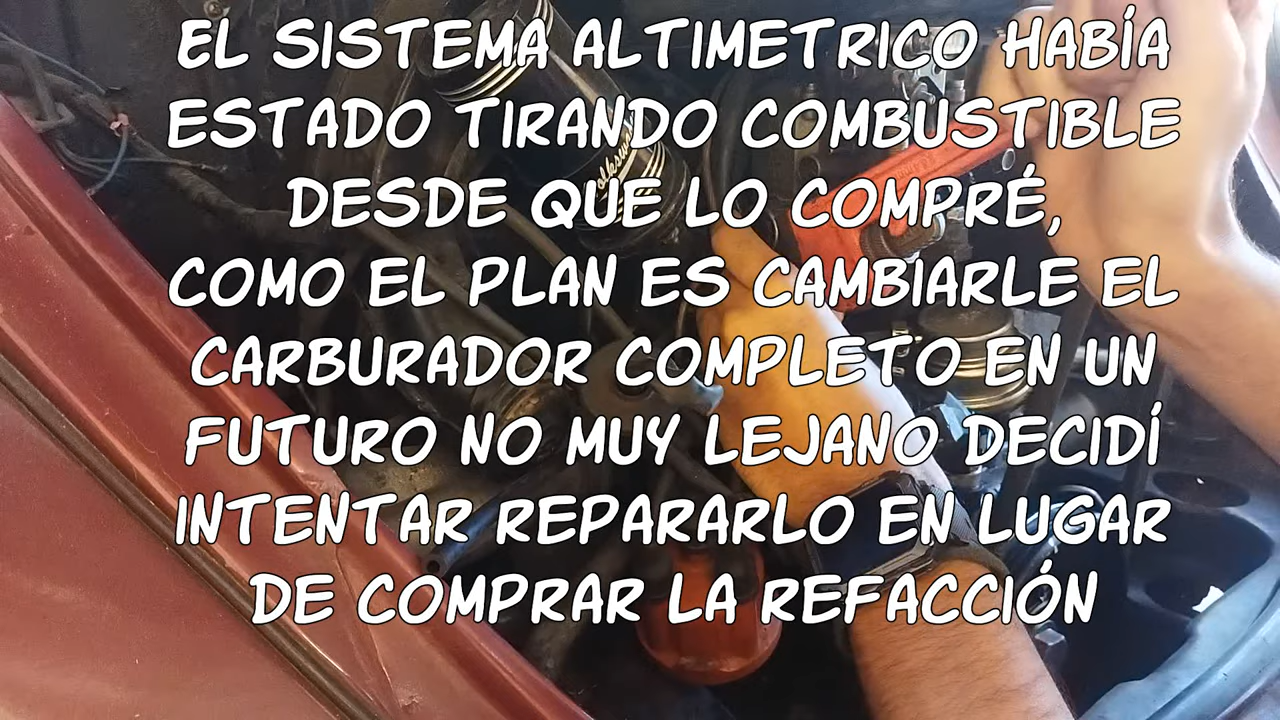 EL SISTEMA ALTIMETRICO HABÍA
ESTADO TIRANDO COMBUSTIBLE
DESDE QUE LO COMPRÉ,
COMO EL PLAN ES CAMBIARLE EL
CARBURADOR COMPLETO EN UN
FUTURO NO MUY LEJANO DECIDÍ
INTENTAR REPARARLO EN LUGAR
DE COMPRAR LA REFACCIÓN